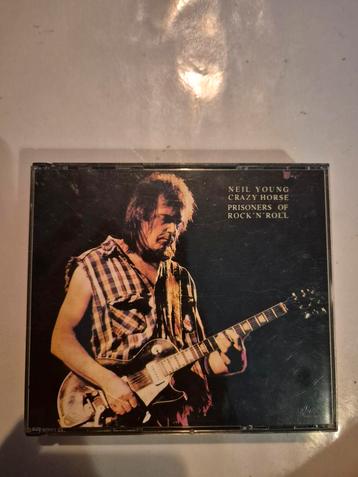 NEIL YOUNG
CRAZY HORSE
PRISONERS OF
ROCK'N'ROLL